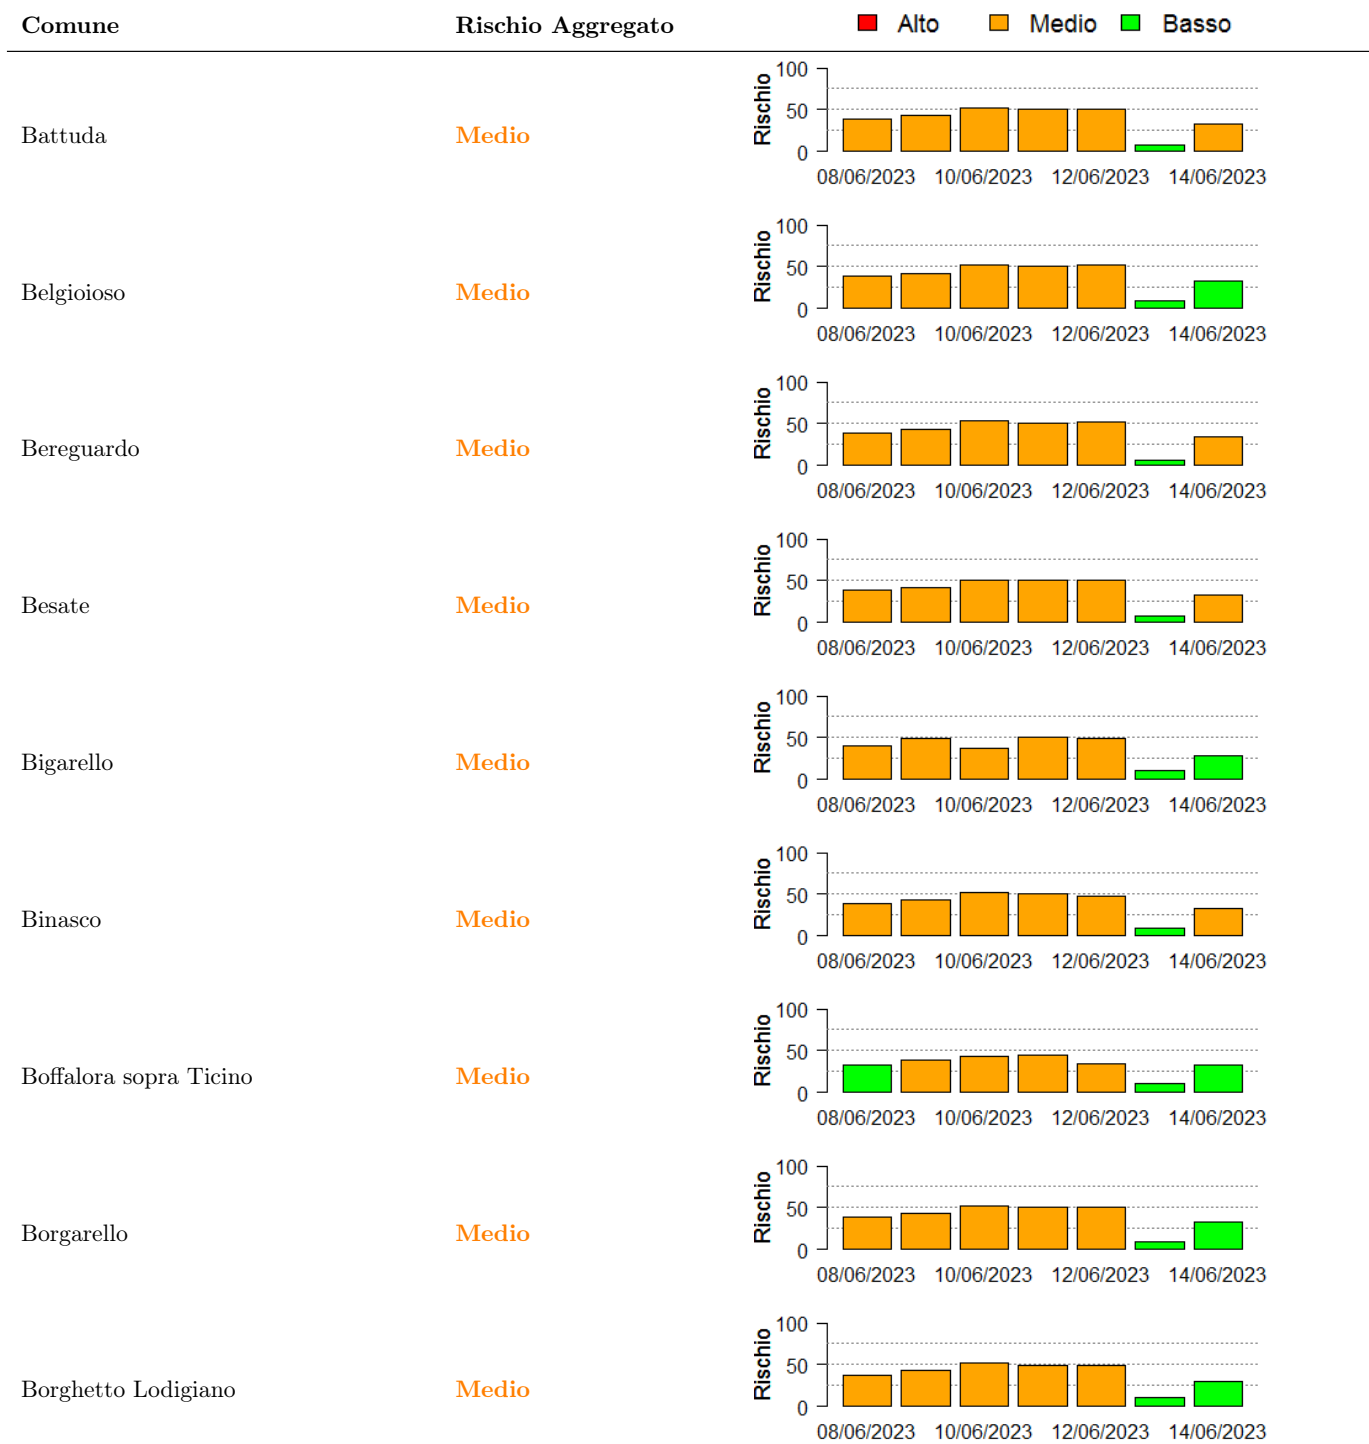 Comune Rischio Aggregato Alto Medio Basso
Battuda Medio Rischio 100 50 0
08/06/2023 10/06/2023 12/06/2023 14/06/2023
Belgioioso Medio Rischio 100 50 0
08/06/2023 10/06/2023 12/06/2023 14/06/2023
Bereguardo Medio Rischio 100 50 0
08/06/2023 10/06/2023 12/06/2023 14/06/2023
Besate Medio Rischio 100 50 0
08/06/2023 10/06/2023 12/06/2023 14/06/2023
Bigarello Medio Rischio 100 50 0
08/06/2023 10/06/2023 12/06/2023 14/06/2023
Binasco Medio Rischio 100 50 0
08/06/2023 10/06/2023 12/06/2023 14/06/2023
Boffalora sopra Ticino Medio Rischio 100 50 0
08/06/2023 10/06/2023 12/06/2023 14/06/2023
Borgarello Medio Rischio 100 50 0
08/06/2023 10/06/2023 12/06/2023 14/06/2023
Borghetto Lodigiano Medio Rischio 100 50 0
08/06/2023 10/06/2023 12/06/2023 14/06/2023